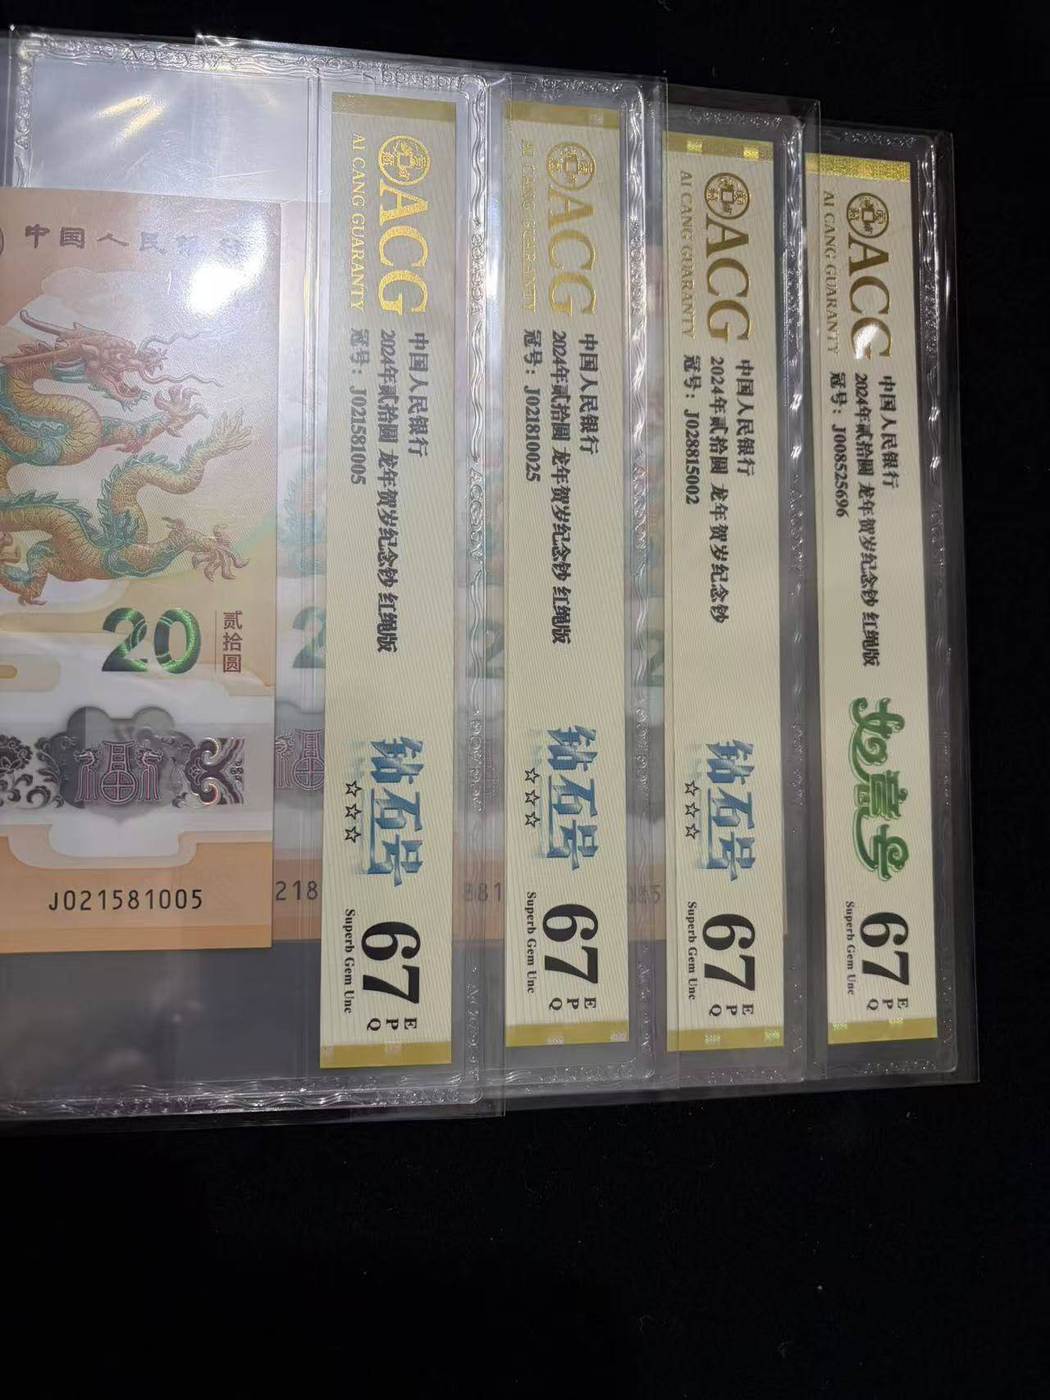 中国人民银行
20
贰拾圆
J021581005
ACG
AI CANG GUARANTY
中国人民银行
2024年贰拾圆 龙年贺岁纪念钞 红绳版
冠号：J021581005
钻石号
☆☆☆
67
EPQ
Superb Gem Unc
218
ACG
AI CANG GUARANTY
中国人民银行
2024年贰拾圆 龙年贺岁纪念钞 红绳版
冠号：J021810025
钻石号
☆☆☆
67
EPQ
Superb Gem Unc
881
ACG
AI CANG GUARANTY
中国人民银行
2024年贰拾圆 龙年贺岁纪念钞
冠号：J028815002
钻石号
☆☆☆
67
EPQ
Superb Gem Unc
ACG
AI CANG GUARANTY
中国人民银行
2024年贰拾圆 龙年贺岁纪念钞 红绳版
冠号：J008525696
如意号
67
EPQ
Superb Gem Unc